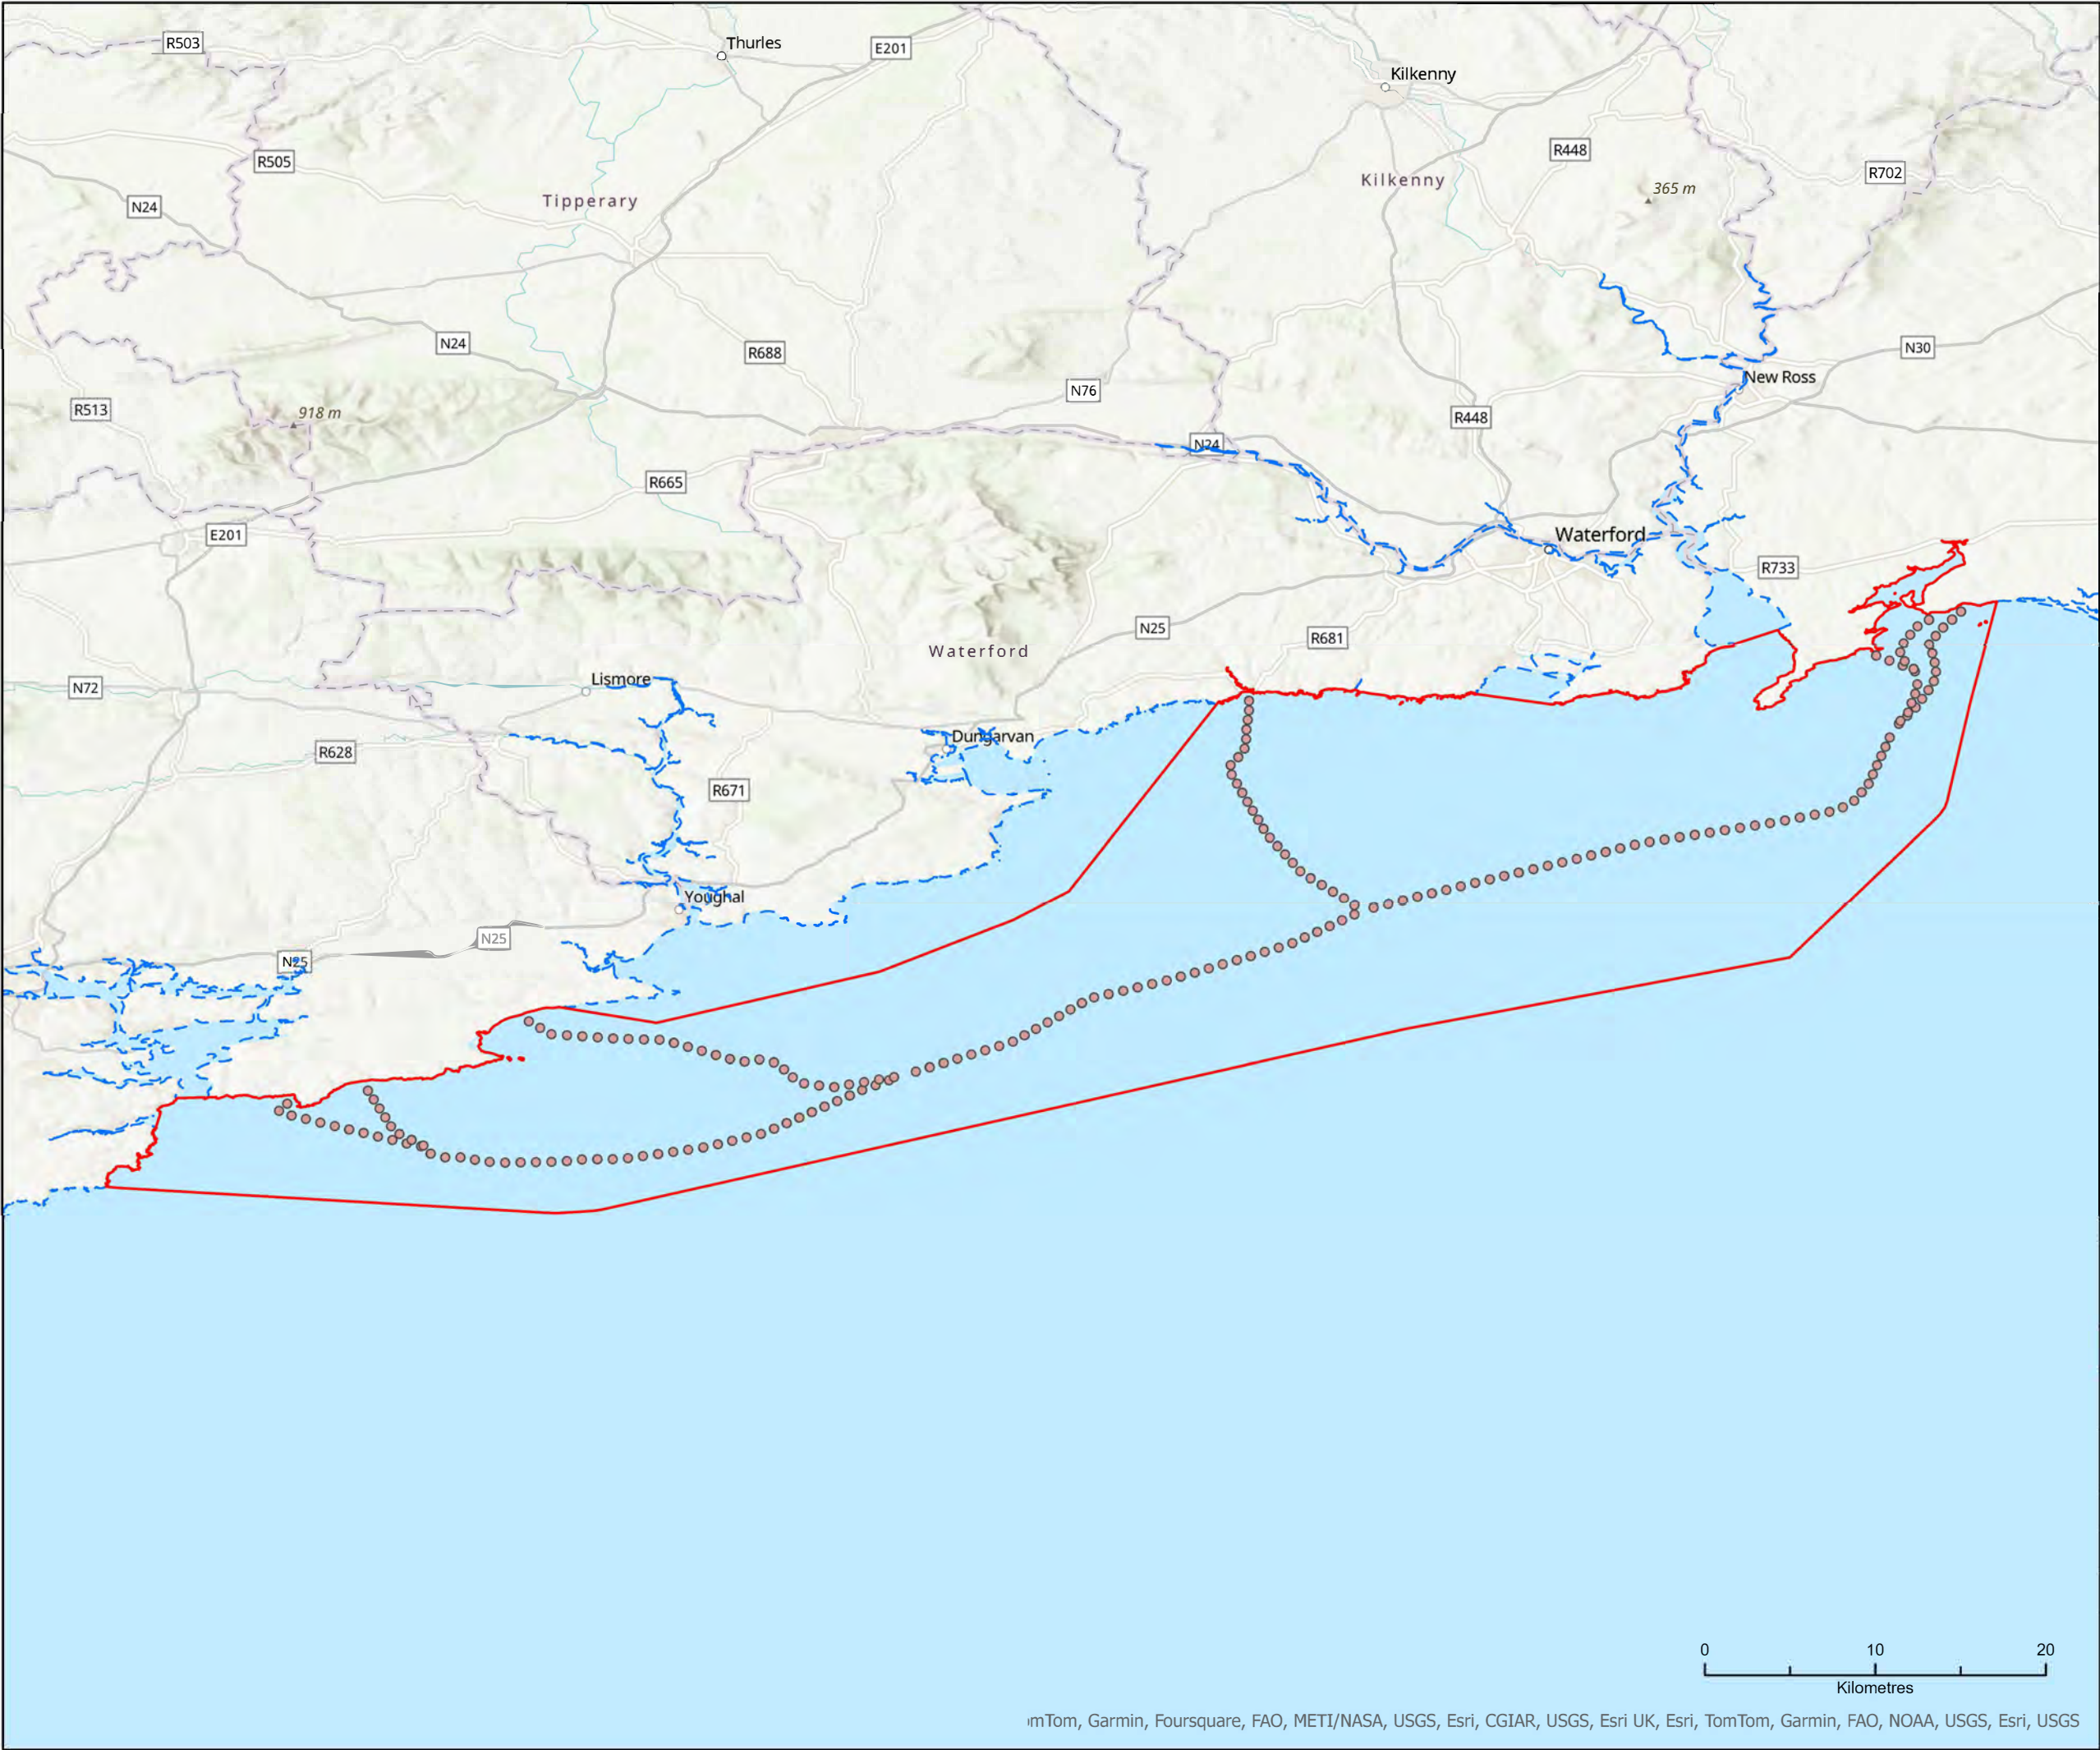 R503
Thurles
E201
Kilkenny
R448
R505
R702
Kilkenny
365 m
Tipperary
N24
N24
R688
N30
New Ross
N76
R513
918 m
R448
N24
R665
E201
Waterford
R733
N25
R681
Waterford
Lismore
N72
Dungarvan
R628
R671
Youghal
N25
N25
0 10 20
Kilometres
mTom, Garmin, Foursquare, FAO, METI/NASA, USGS, Esri, CGIAR, USGS, Esri UK, Esri, TomTom, Garmin, FAO, NOAA, USGS, Esri, USGS